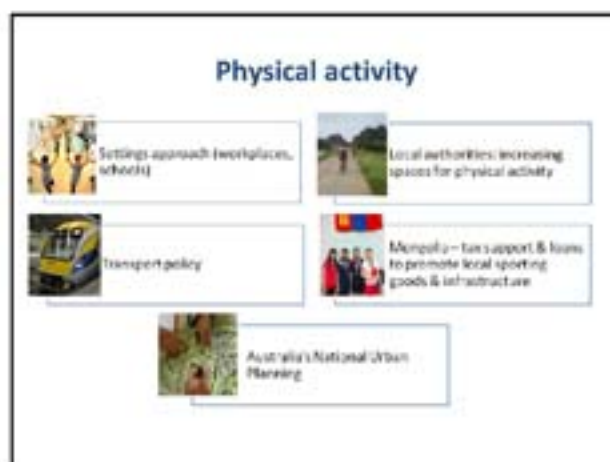 Physical activity
Settings approach (workplaces,
schools)
Local authorities: increasing
spaces for physical activity
Transport policy
Mongolia – tax support & loans
to promote local sporting
goods & infrastructure
Australia's National Urban
Planning